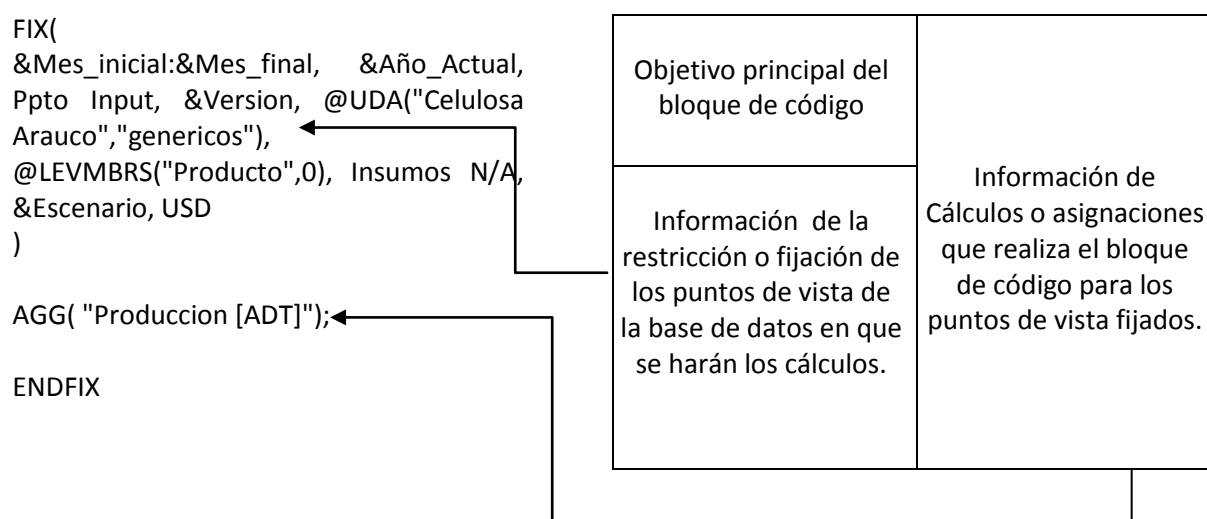 FIX(
&Mes_inicial:&Mes_final, &Año_Actual,
Ppto Input, &Version, @UDA("Celulosa
Arauco","genericos"),
@LEVMBRS("Producto",0), Insumos N/A,
&Escenario, USD
)
AGG( "Produccion [ADT]");
ENDFIX
Objetivo principal del
bloque de código
Información de la
restricción o fijación de
los puntos de vista de
la base de datos en que
se harán los cálculos.
Información de
Cálculos o asignaciones
que realiza el bloque
de código para los
puntos de vista fijados.